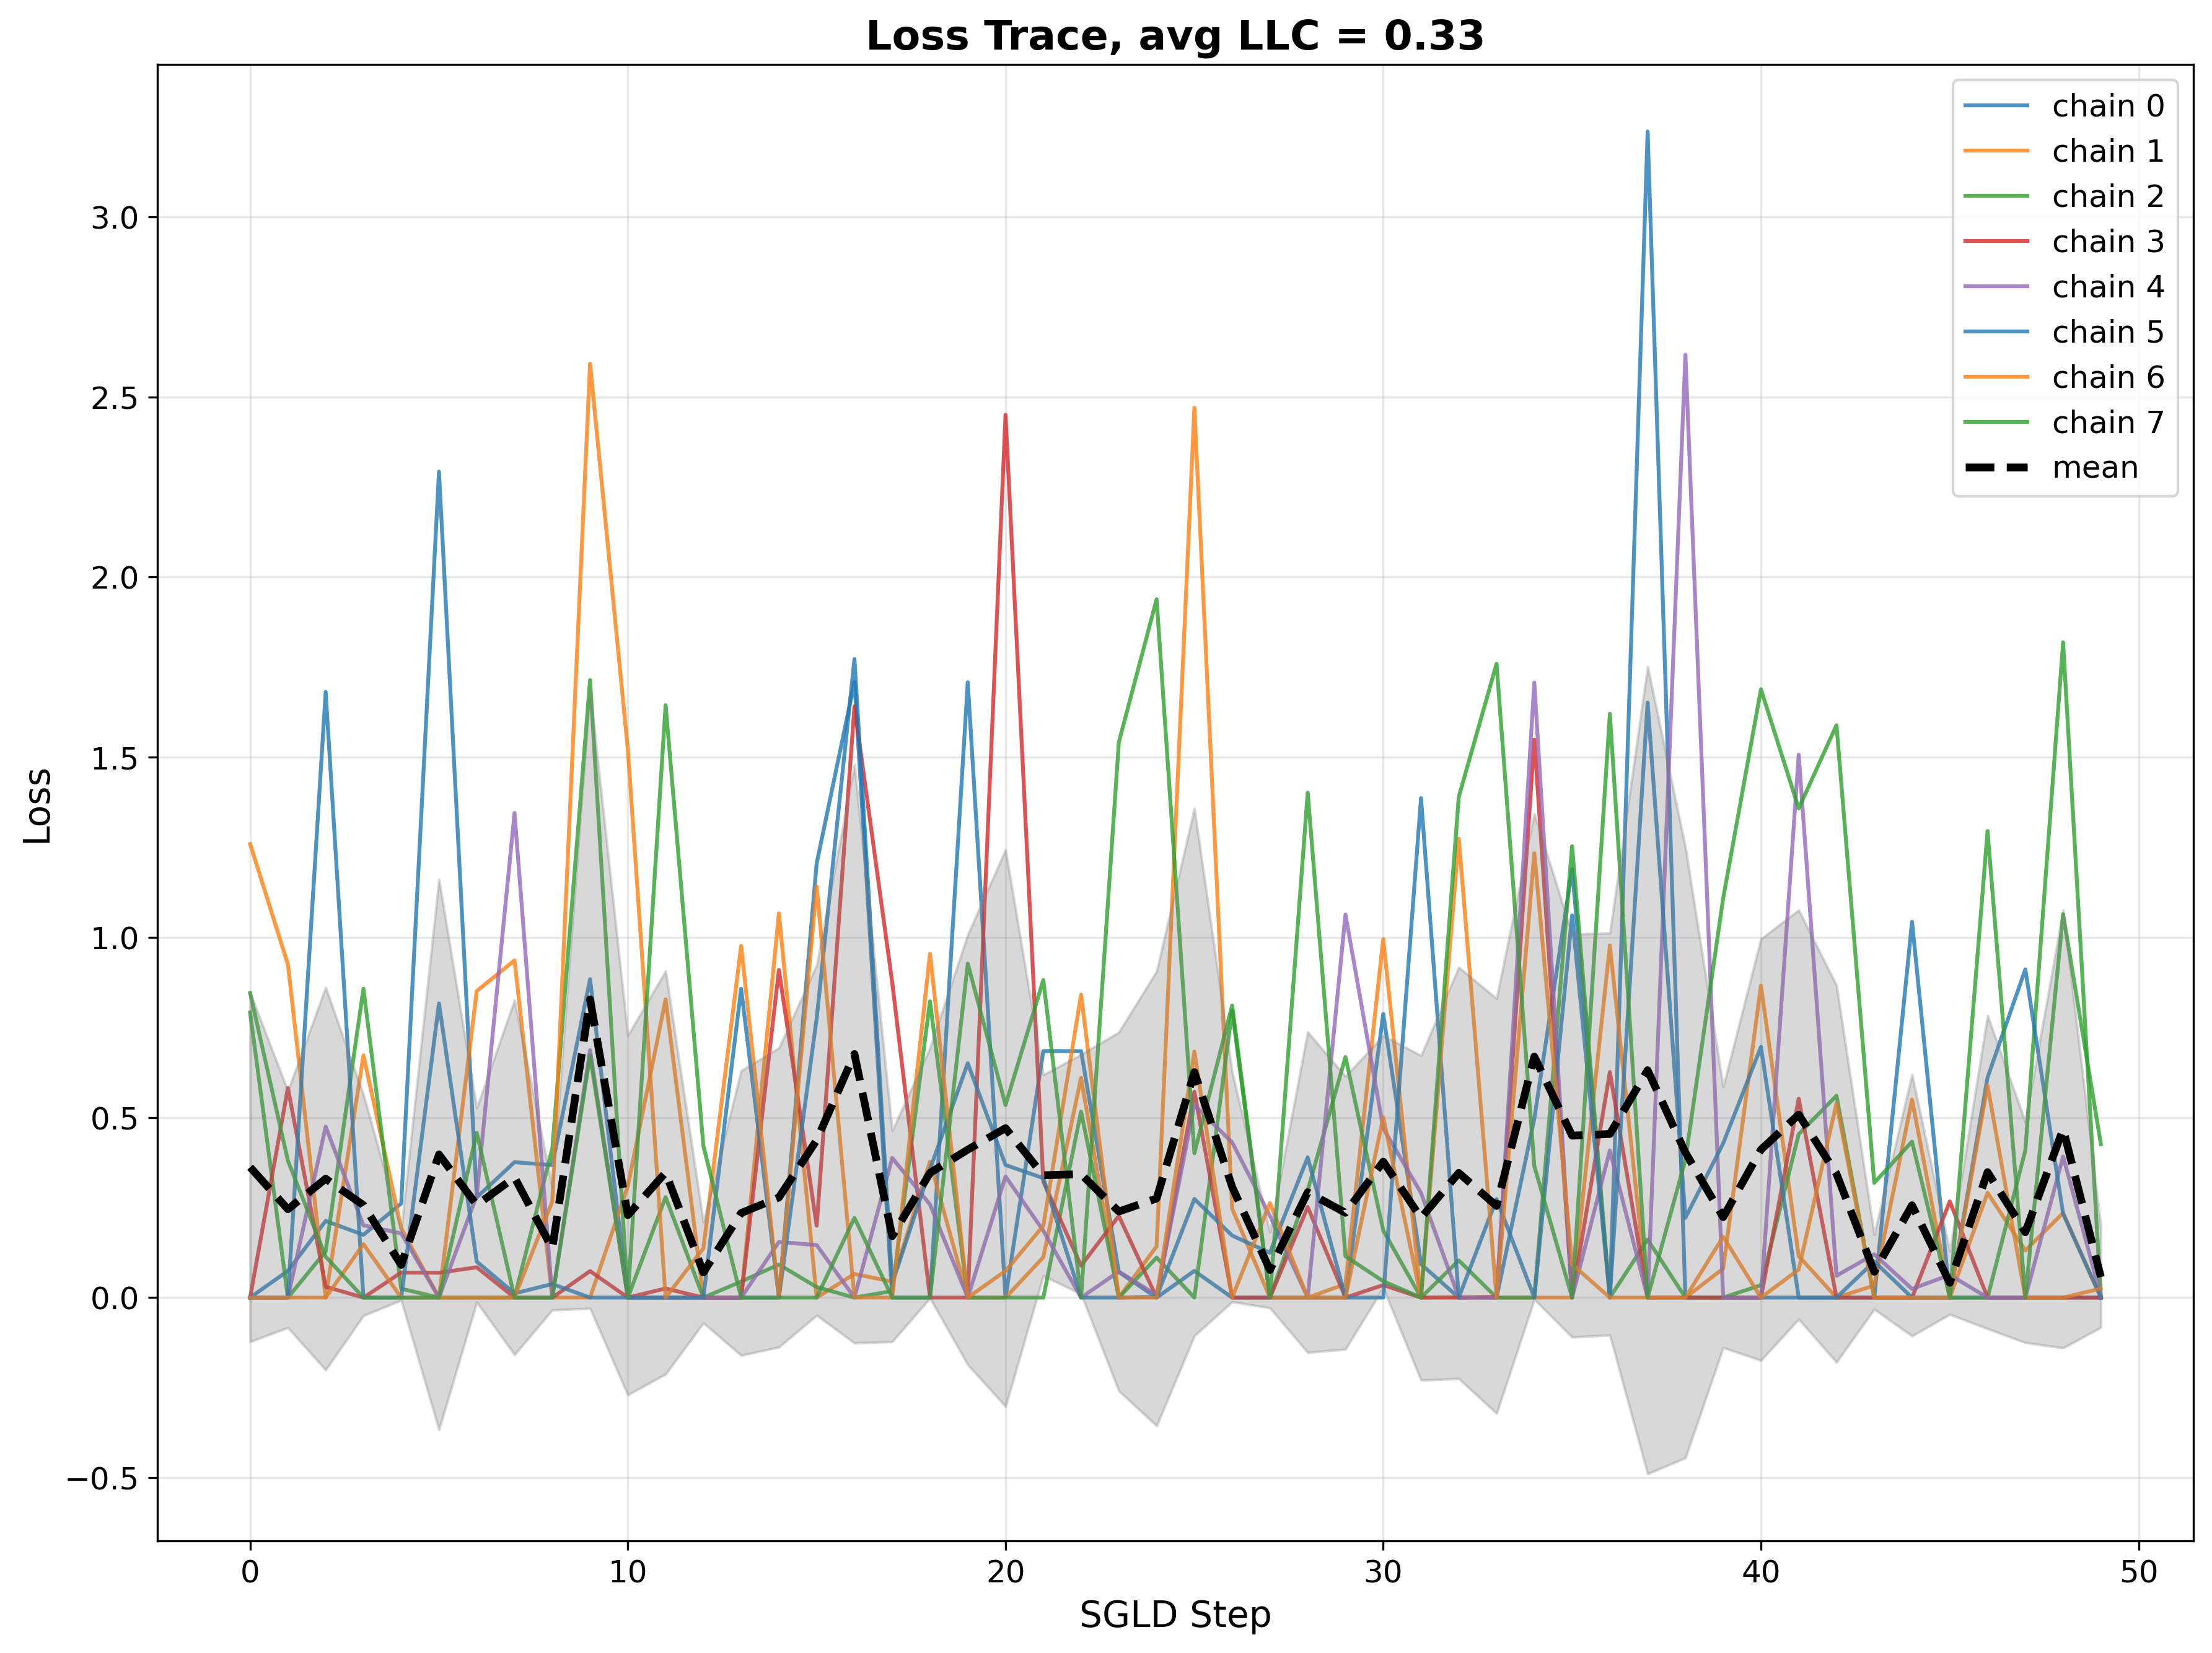 Loss Trace, avg LLC = 0.33
chain 0
chain 1
chain 2
chain 3
chain 4
chain 5
chain 6
chain 7
mean
Loss
3.0
2.5
2.0
1.5
1.0
0.5
0.0
−0.5
0 10 20 30 40 50
SGLD Step